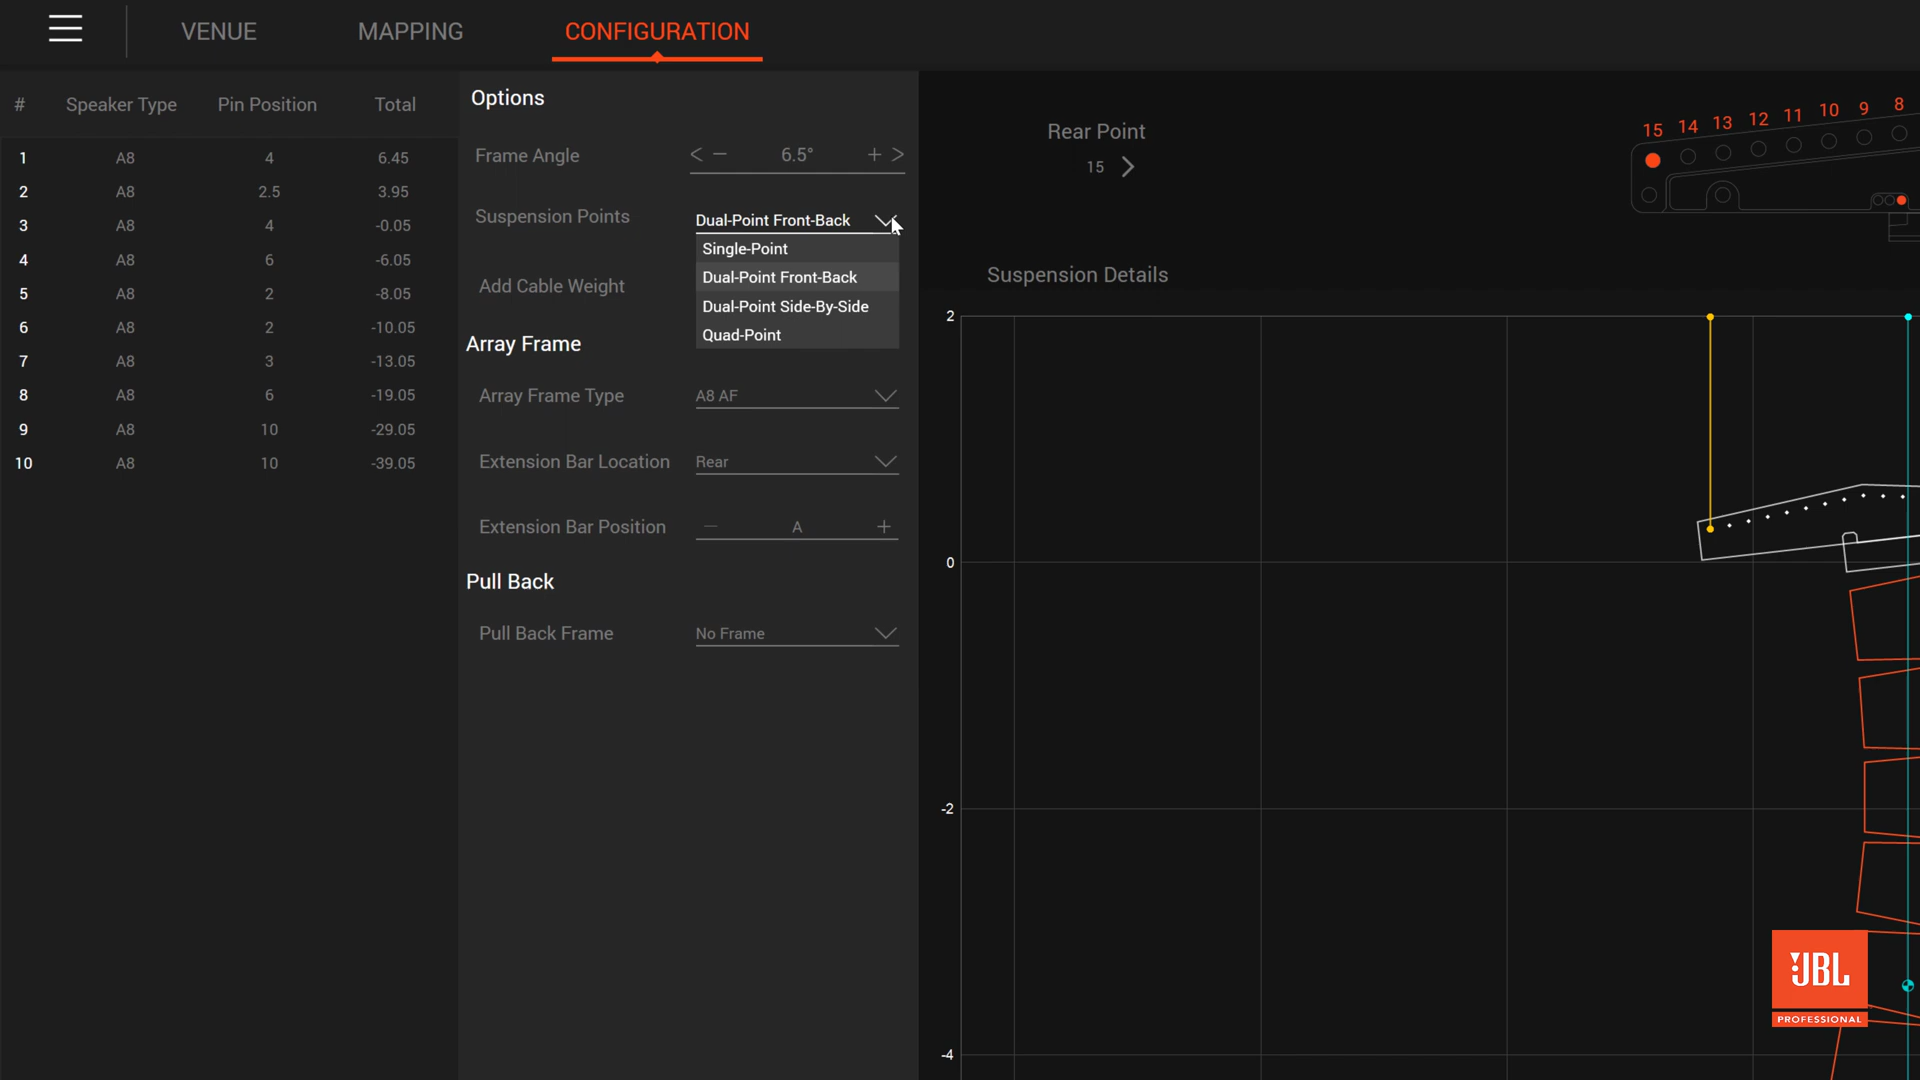 VENUE MAPPING CONFIGURATION
# Speaker Type Pin Position Total
1 A8 4 6.45
2 A8 2.5 3.95
3 A8 4 -0.05
4 A8 6 -6.05
5 A8 2 -8.05
6 A8 2 -10.05
7 A8 3 -13.05
8 A8 6 -19.05
9 A8 10 -29.05
10 A8 10 -39.05
Options
Frame Angle < − 6.5° + >
Suspension Points Dual-Point Front-Back
Single-Point
Dual-Point Front-Back
Dual-Point Side-By-Side
Quad-Point
Add Cable Weight
Array Frame
Array Frame Type A8 AF
Extension Bar Location Rear
Extension Bar Position − A +
Pull Back
Pull Back Frame No Frame
Rear Point
15 >
15 14 13 12 11 10 9 8
Suspension Details
2
0
-2
-4
JBL
PROFESSIONAL